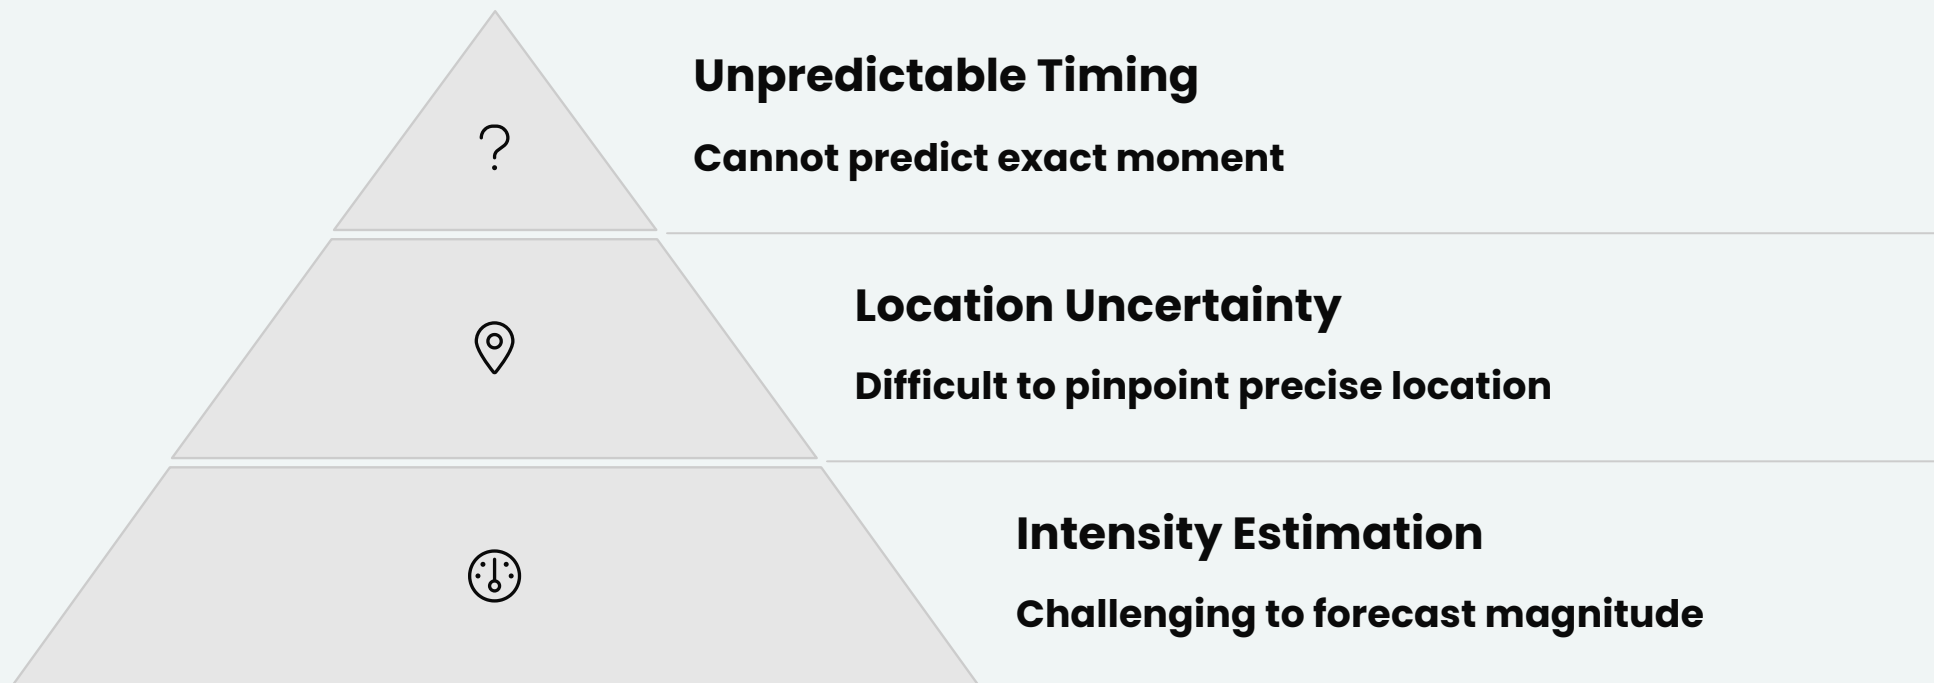 Unpredictable Timing
Cannot predict exact moment
Location Uncertainty
Difficult to pinpoint precise location
Intensity Estimation
Challenging to forecast magnitude